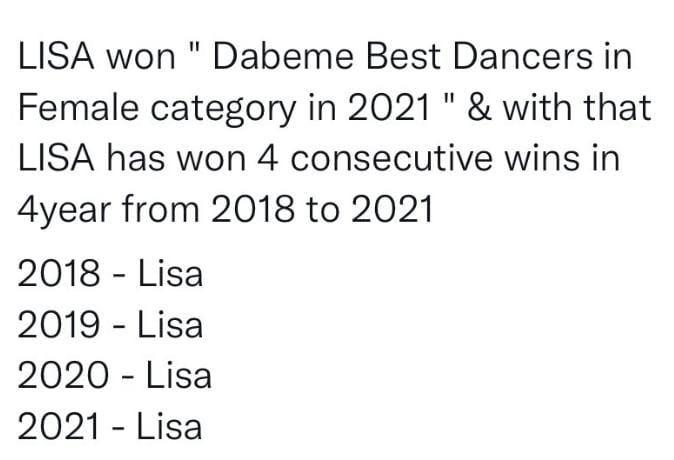 LISA won " Dabeme Best Dancers in
Female category in 2021 " & with that
LISA has won 4 consecutive wins in
4year from 2018 to 2021
2018 - Lisa
2019 - Lisa
2020 - Lisa
2021 - Lisa